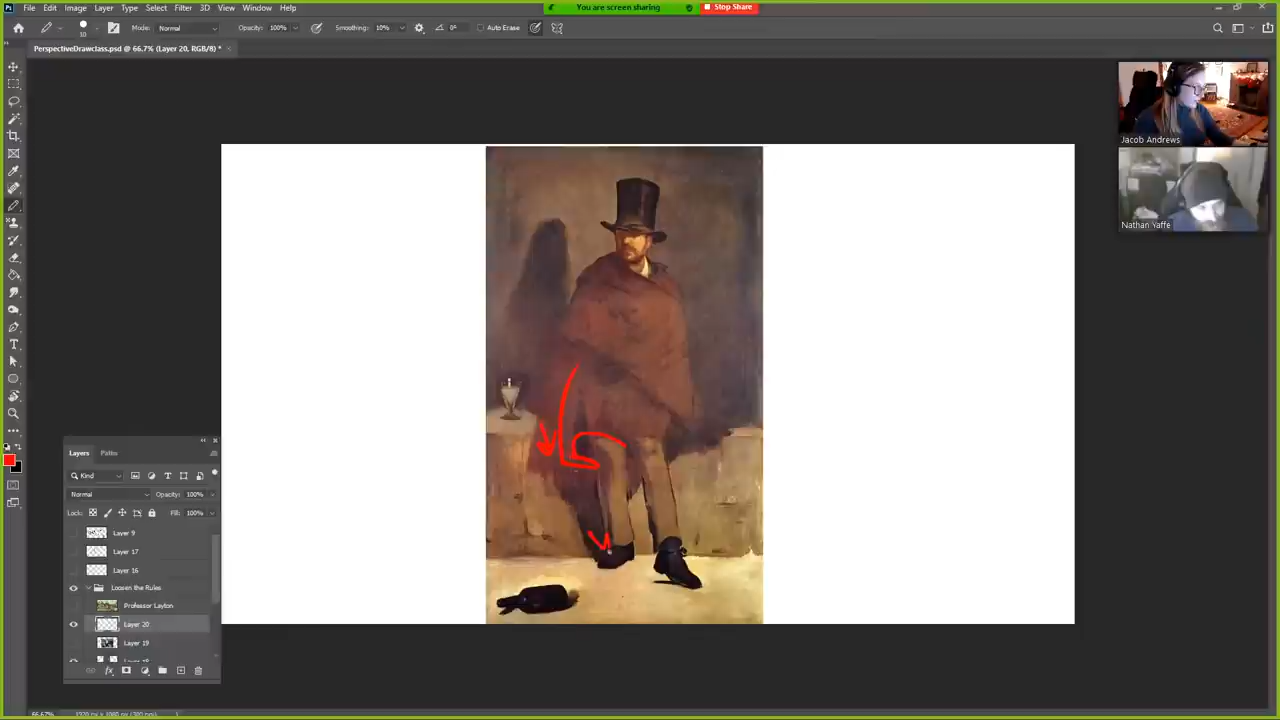 You are screen sharing
Stop Share
File Edit Image Layer Type Select Filter 3D View Window Help
Mode: Normal Opacity: 100% Smoothing: 10% 0° Auto Erase
PerspectiveDrawclass.psd @ 66.7% (Layer 20, RGB/8) *
Jacob Andrews
Nathan Yaffe
Layers Paths
Kind
Normal Opacity: 100%
Lock: Fill: 100%
Layer 9
Layer 17
Layer 16
Loosen the Rules
Professor Layton
Layer 20
Layer 19
66.67%